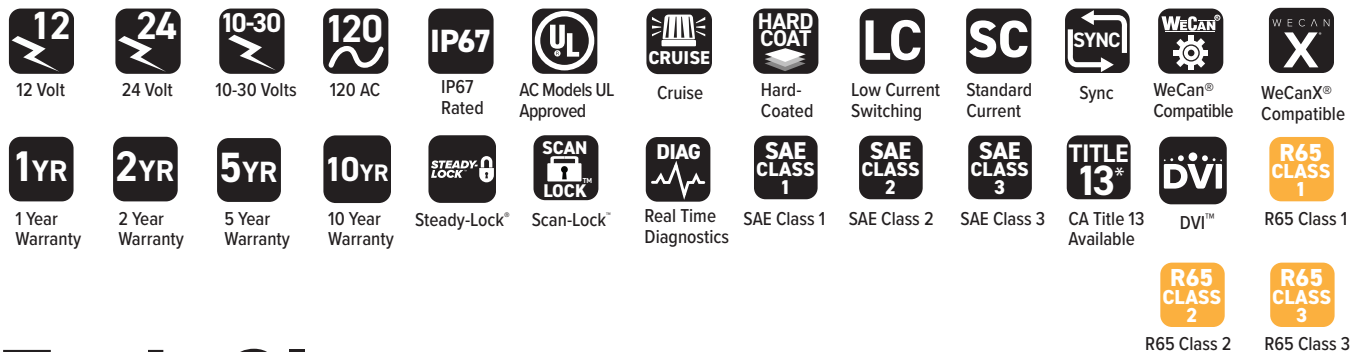 12
24
10-30
120
IP67
UL
CRUISE
HARD
COAT
LC
SC
SYNC
WECAN®
WECAN
X
12 Volt
24 Volt
10-30 Volts
120 AC
IP67
Rated
AC Models UL
Approved
Cruise
Hard-
Coated
Low Current
Switching
Standard
Current
Sync
WeCan®
Compatible
WeCanX®
Compatible
1YR
2YR
5YR
10YR
STEADY-
LOCK
SCAN
LOCK™
DIAG
SAE
CLASS
1
SAE
CLASS
2
SAE
CLASS
3
TITLE
13*
DVI
R65
CLASS
1
1 Year
Warranty
2 Year
Warranty
5 Year
Warranty
10 Year
Warranty
Steady-Lock®
Scan-Lock™
Real Time
Diagnostics
SAE Class 1
SAE Class 2
SAE Class 3
CA Title 13
Available
DVI™
R65 Class 1
R65
CLASS
2
R65
CLASS
3
R65 Class 2
R65 Class 3